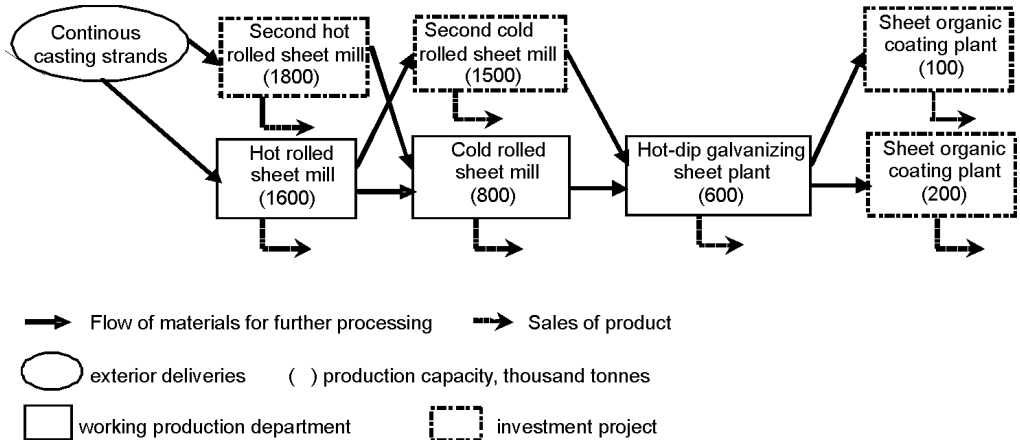 Continous
casting strands
Second hot
rolled sheet mill
(1800)
Second cold
rolled sheet mill
(1500)
Sheet organic
coating plant
(100)
Hot rolled
sheet mill
(1600)
Cold rolled
sheet mill
(800)
Hot-dip galvanizing
sheet plant
(600)
Sheet organic
coating plant
(200)
Flow of materials for further processing
Sales of product
exterior deliveries
( ) production capacity, thousand tonnes
working production department
investment project